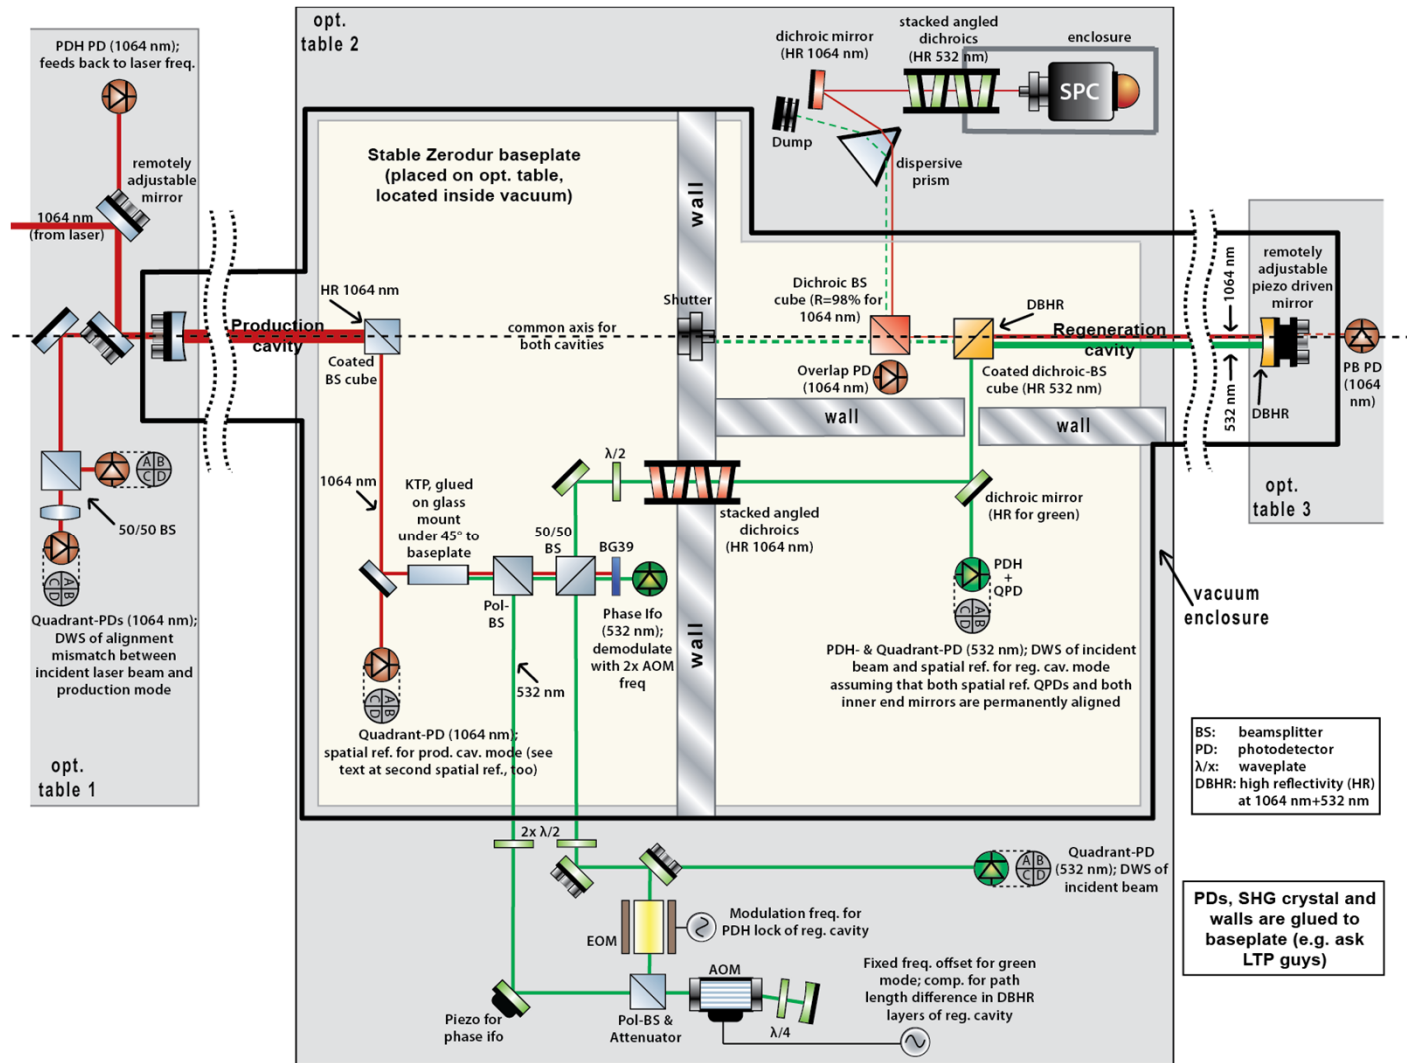 opt.
table 2
PDH PD (1064 nm);
feeds back to laser freq.
remotely
adjustable
mirror
1064 nm
(from laser)
dichroic mirror
(HR 1064 nm)
stacked angled
dichroics
(HR 532 nm)
enclosure
SPC
Dump
dispersive
prism
Stable Zerodur baseplate
(placed on opt. table,
located inside vacuum)
wall
HR 1064 nm
Production
cavity
Coated
BS cube
common axis for
both cavities
Shutter
Dichroic BS
cube (R=98% for
1064 nm)
DBHR
Regeneration
cavity
1064 nm
532 nm
remotely
adjustable
piezo driven
mirror
DBHR
PB PD
(1064
nm)
Overlap PD
(1064 nm)
Coated dichroic-BS
cube (HR 532 nm)
wall
wall
opt.
table 3
A B
C D
50/50 BS
A B
C D
Quadrant-PDs (1064 nm);
DWS of alignment
mismatch between
incident laser beam and
production mode
opt.
table 1
1064 nm
KTP, glued
on glass
mount
under 45° to
baseplate
λ/2
50/50
BS
BG39
Pol-
BS
stacked angled
dichroics
(HR 1064 nm)
dichroic mirror
(HR for green)
Phase Ifo
(532 nm);
demodulate
with 2x AOM
freq
wall
PDH
+
QPD
A B
C D
PDH- & Quadrant-PD (532 nm); DWS of
incident
beam and spatial ref. for reg. cav. mode
assuming that both spatial ref. QPDs and both
inner end mirrors are permanently aligned
vacuum
enclosure
532 nm
A B
C D
Quadrant-PD (1064 nm);
spatial ref. for prod. cav. mode (see
text at second spatial ref., too)
BS: beamsplitter
PD: photodetector
λ/x: waveplate
DBHR: high reflectivity (HR)
at 1064 nm+532 nm
2x λ/2
A B
C D
Quadrant-PD
(532 nm); DWS of
incident beam
EOM
Modulation freq. for
PDH lock of reg. cavity
PDs, SHG crystal and
walls are glued to
baseplate (e.g. ask
LTP guys)
AOM
Fixed freq. offset for green
mode; comp. for path
length difference in DBHR
layers of reg. cavity
Piezo for
phase ifo
Pol-BS &
Attenuator
λ/4